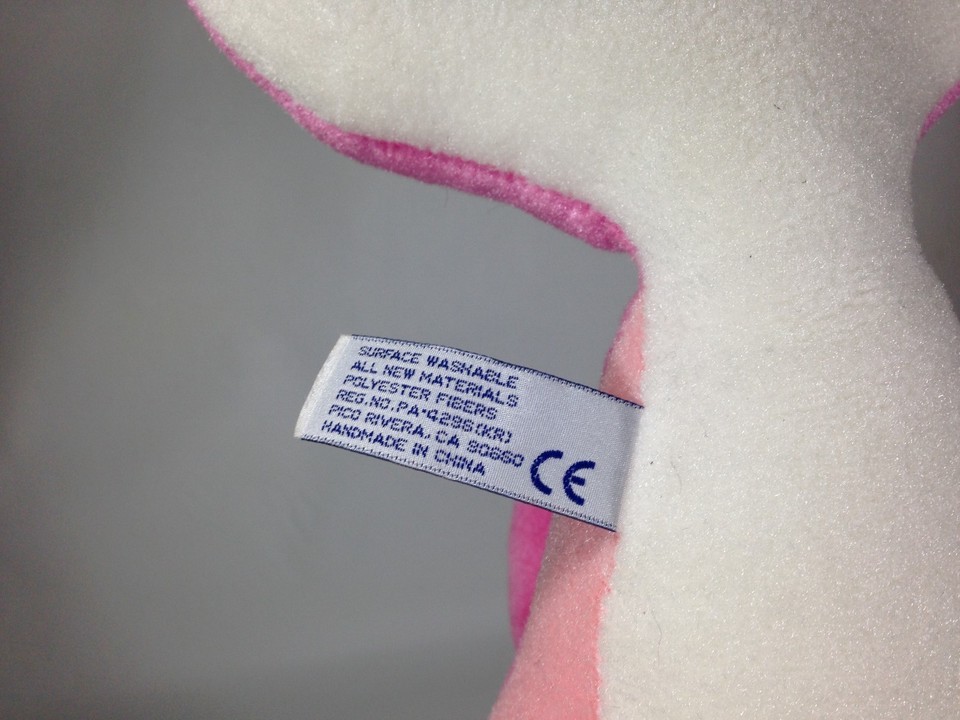 SURFACE WASHABLE
ALL NEW MATERIALS
POLYESTER FIBERS
REG.NO.PA-4286(KR)
PICO RIVERA, CA 90660
HANDMADE IN CHINA
CE